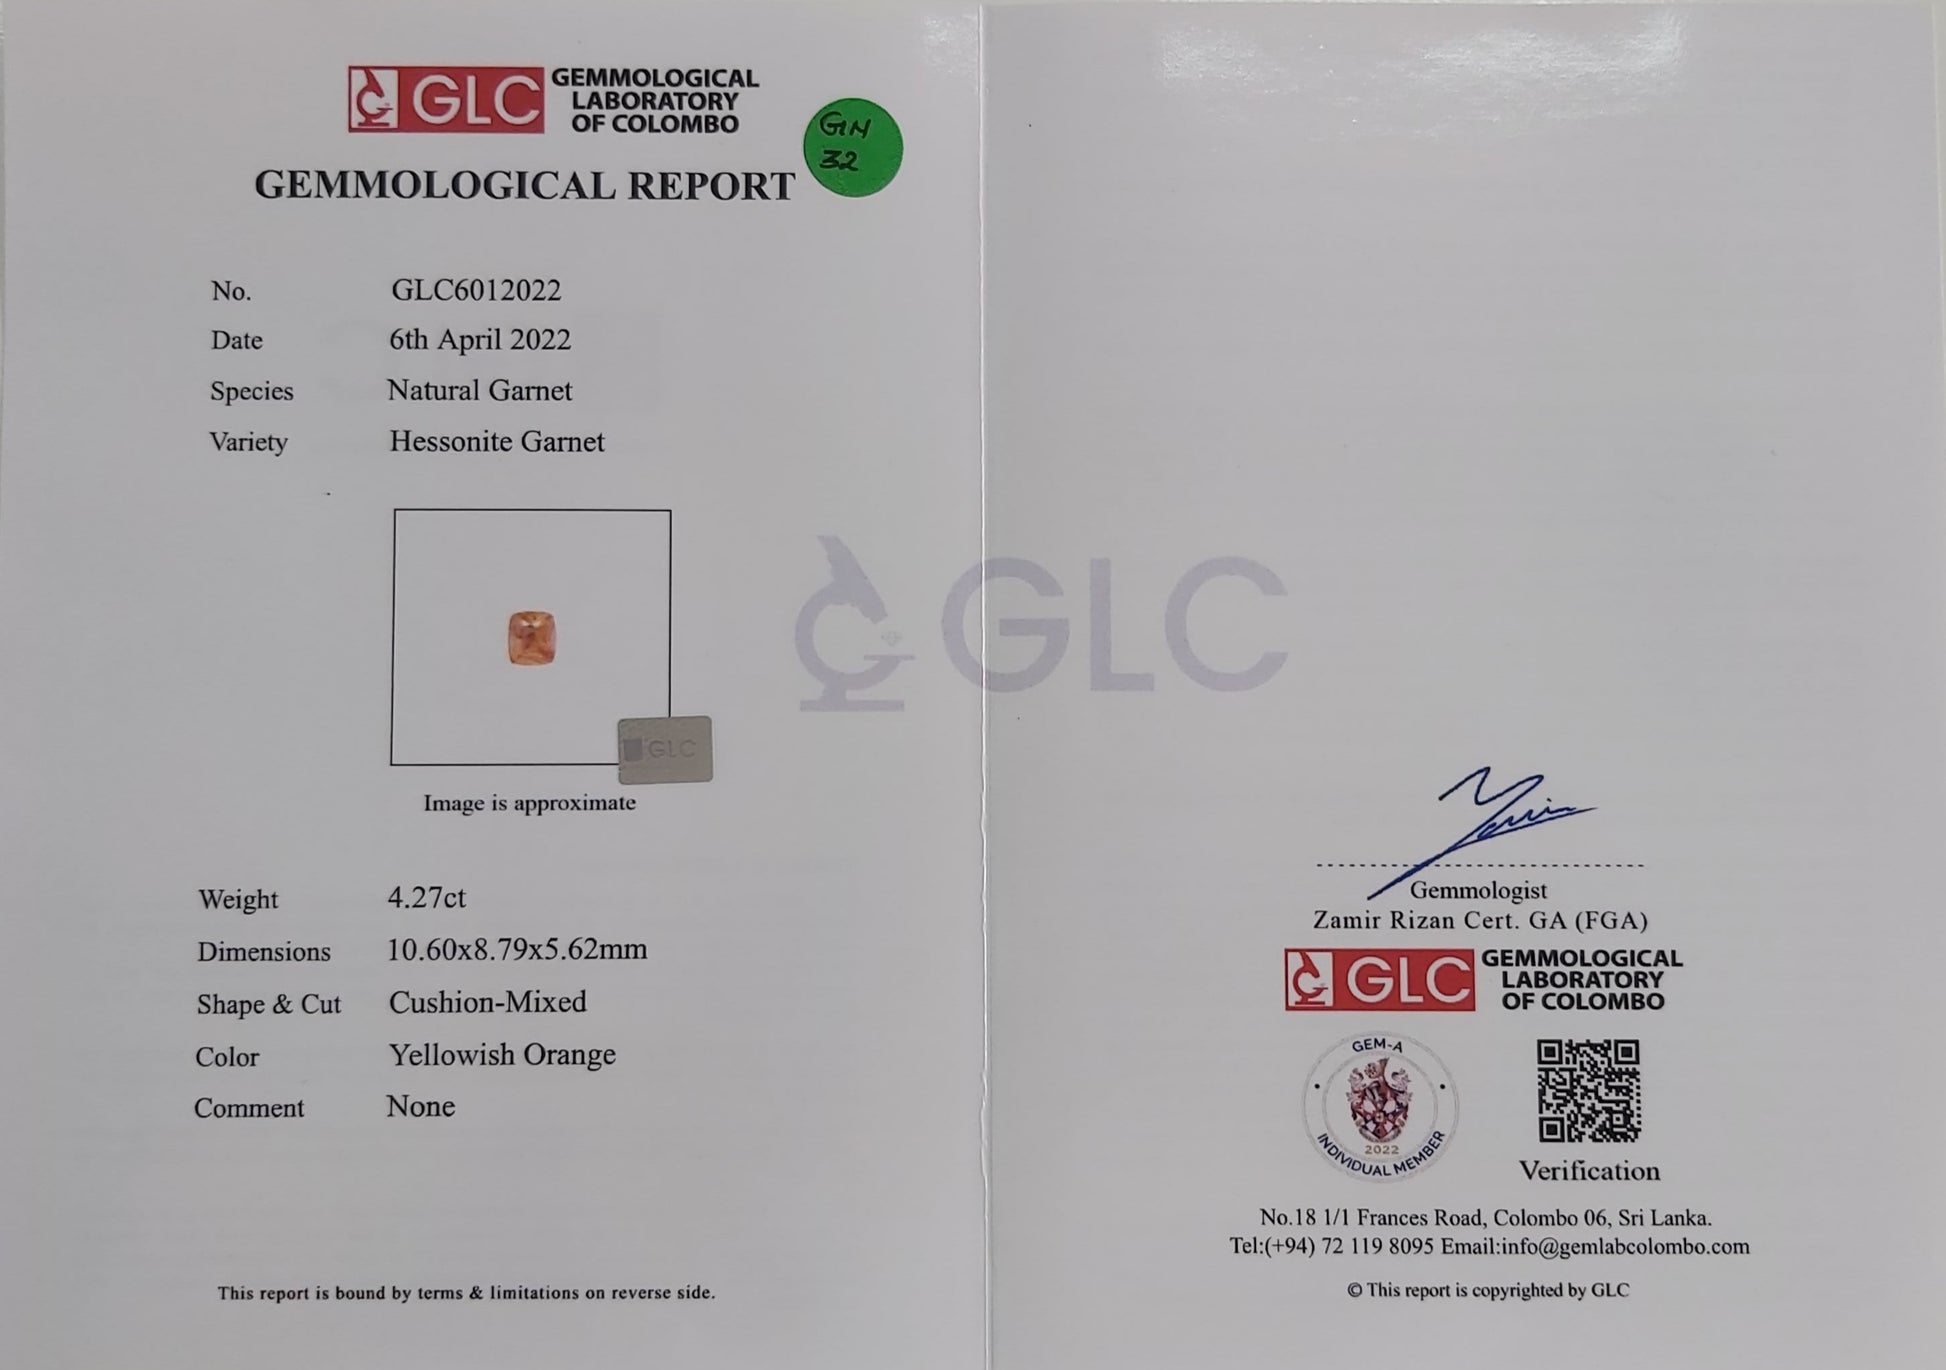 GLC GEMMOLOGICAL
LABORATORY
OF COLOMBO
GEMMOLOGICAL REPORT
GN
32
No. GLC6012022
Date 6th April 2022
Species Natural Garnet
Variety Hessonite Garnet
GLC
Image is approximate
Weight 4.27ct
Dimensions 10.60x8.79x5.62mm
Shape & Cut Cushion-Mixed
Color Yellowish Orange
Comment None
This report is bound by terms & limitations on reverse side.
GLC
Gemmologist
Zamir Rizan Cert. GA (FGA)
GLC GEMMOLOGICAL
LABORATORY
OF COLOMBO
GEM-A
2022
INDIVIDUAL MEMBER
Verification
No.18 1/1 Frances Road, Colombo 06, Sri Lanka.
Tel:(+94) 72 119 8095 Email:info@gemlabcolombo.com
© This report is copyrighted by GLC